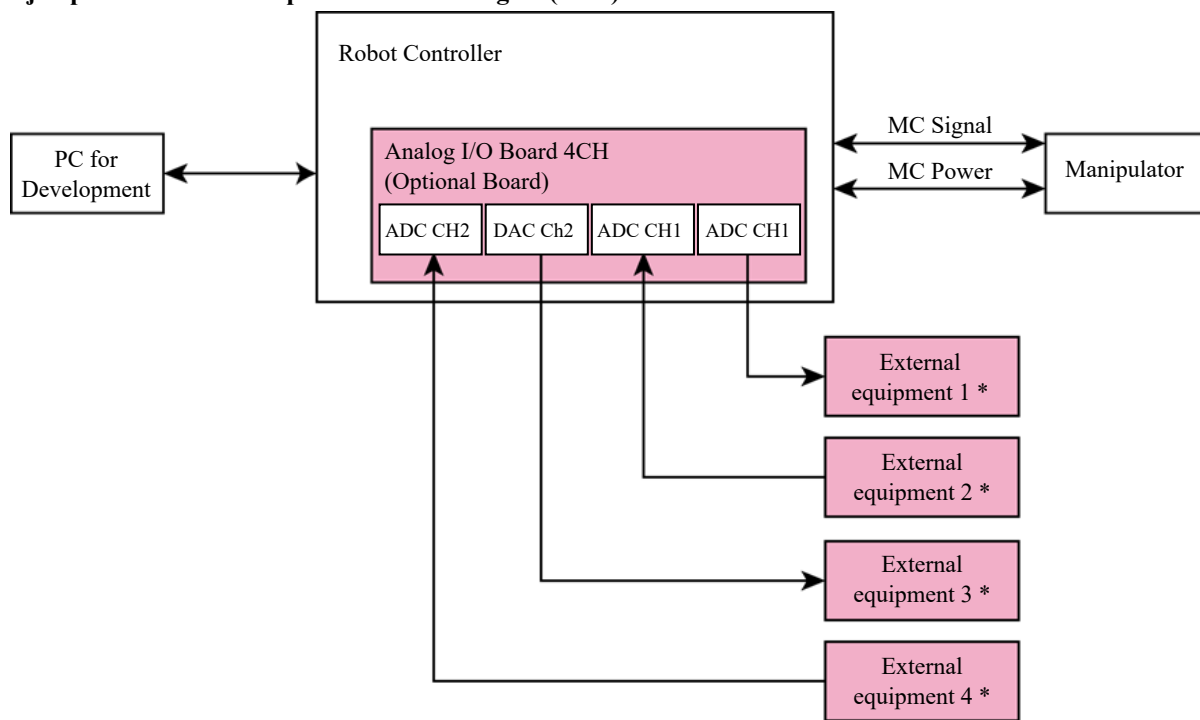 Robot Controller
PC for
Development
Analog I/O Board 4CH
(Optional Board)
ADC CH2
DAC Ch2
ADC CH1
ADC CH1
MC Signal
MC Power
Manipulator
External
equipment 1 *
External
equipment 2 *
External
equipment 3 *
External
equipment 4 *